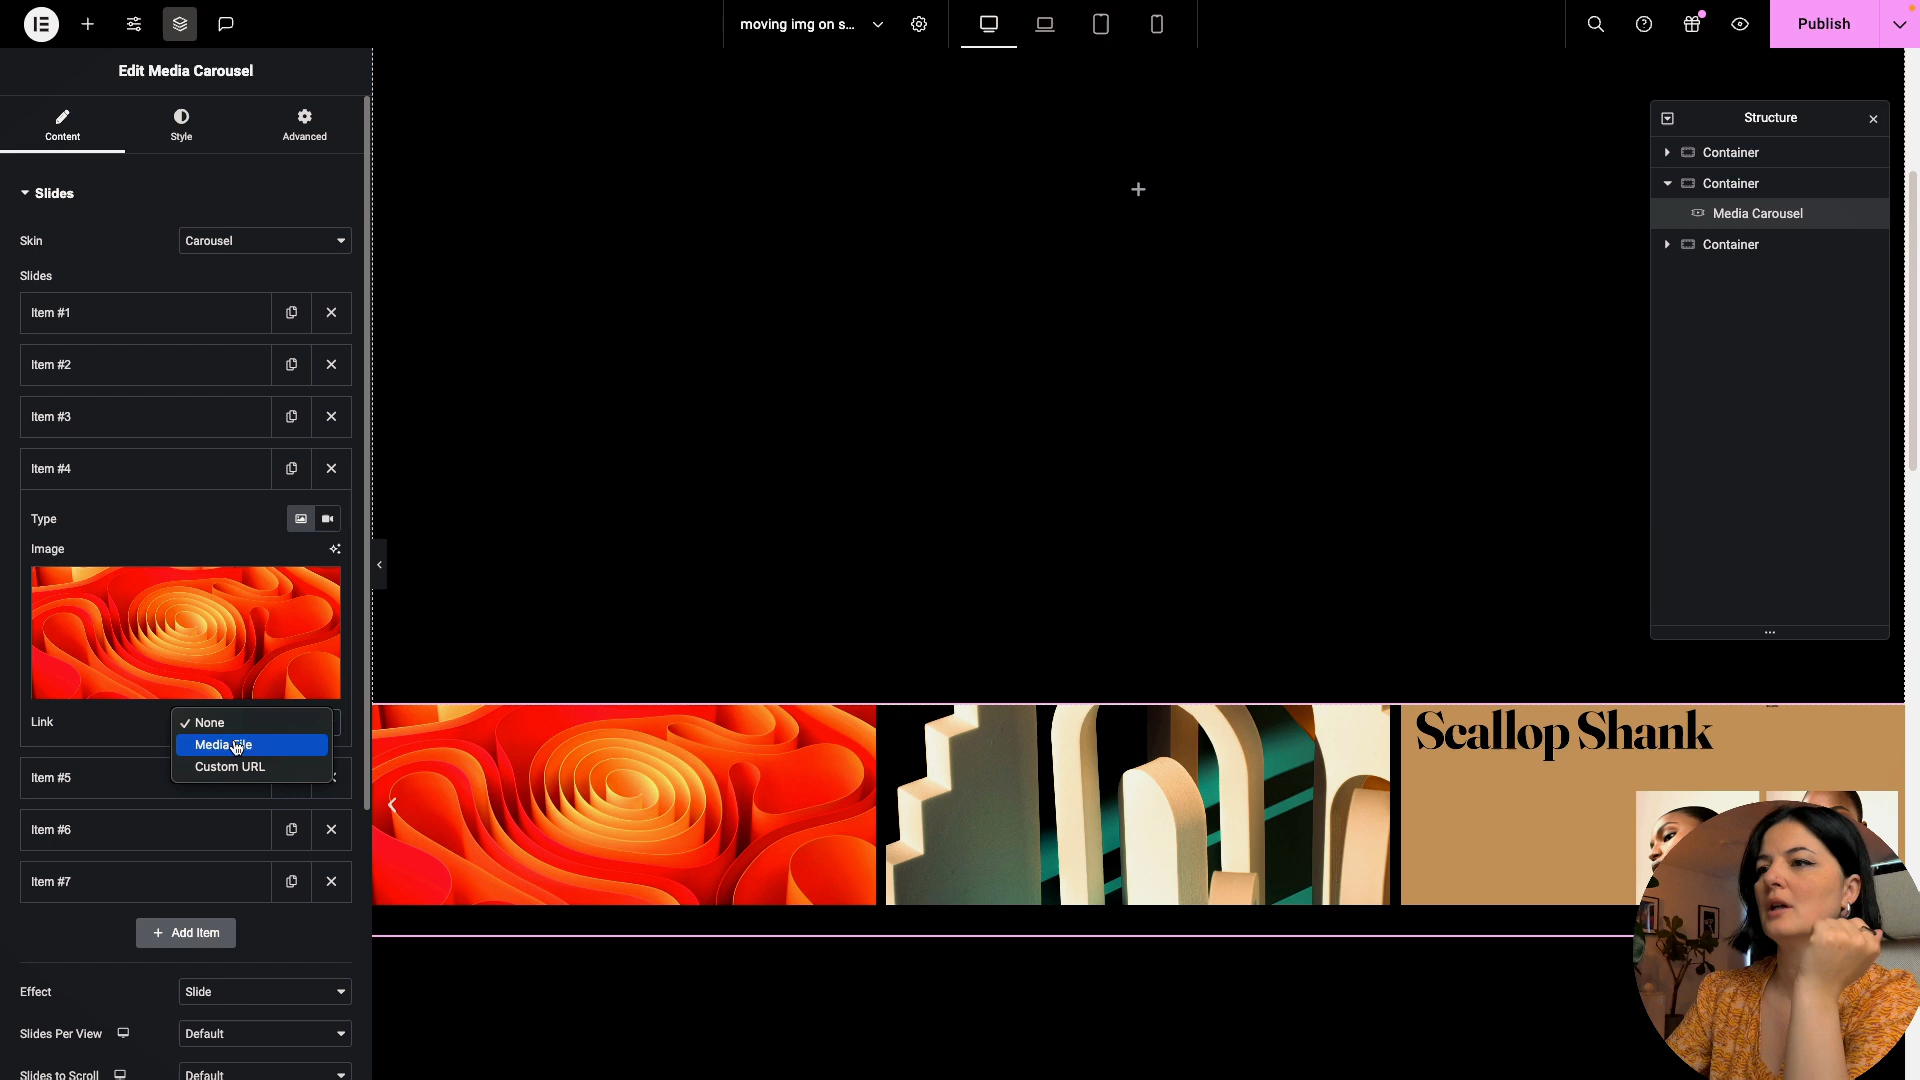 moving img on s...
Publish
Edit Media Carousel
Content
Style
Advanced
Slides
Skin
Carousel
Slides
Item #1
Item #2
Item #3
Item #4
Type
Image
Link
None
Media File
Custom URL
Item #5
Item #6
Item #7
+ Add Item
Effect
Slide
Slides Per View
Default
Slides to Scroll
Default
Structure
Container
Container
Media Carousel
Container
Scallop Shank